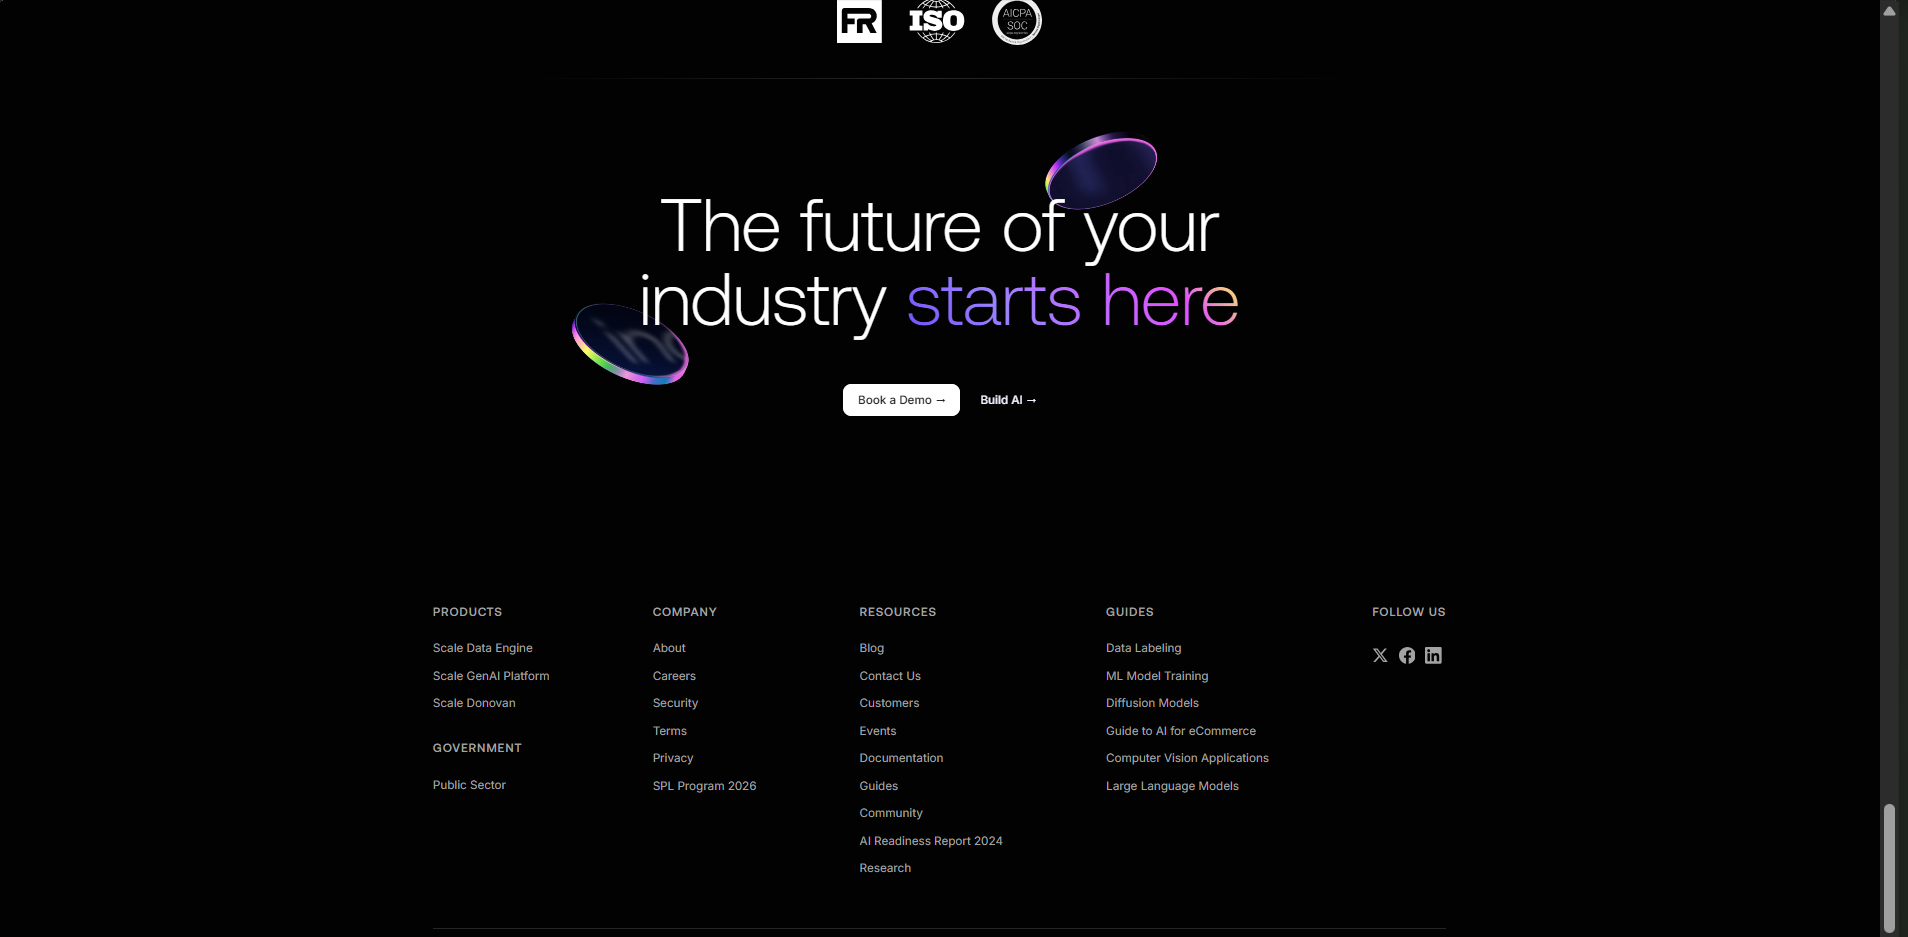 FR
ISO
AICPA
SOC
The future of your
industry starts here
Book a Demo →
Build AI →
PRODUCTS
Scale Data Engine
Scale GenAI Platform
Scale Donovan
GOVERNMENT
Public Sector
COMPANY
About
Careers
Security
Terms
Privacy
SPL Program 2026
RESOURCES
Blog
Contact Us
Customers
Events
Documentation
Guides
Community
AI Readiness Report 2024
Research
GUIDES
Data Labeling
ML Model Training
Diffusion Models
Guide to AI for eCommerce
Computer Vision Applications
Large Language Models
FOLLOW US